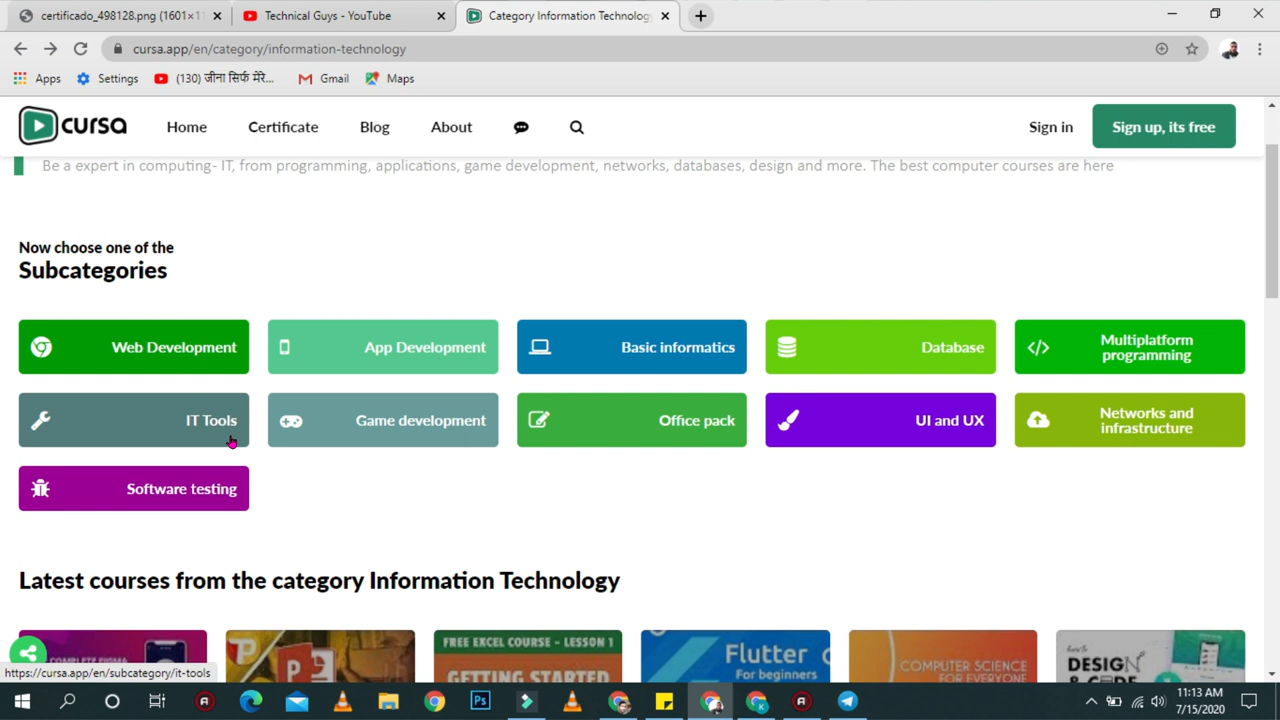 certificado_498128.png (1601×11
Technical Guys - YouTube
Category Information Technology
cursa.app/en/category/information-technology
Apps
Settings
(130) जीना सिर्फ मेरे...
Gmail
Maps
cursa
Home
Certificate
Blog
About
Sign in
Sign up, its free
Be a expert in computing- IT, from programming, applications, game development, networks, databases, design and more. The best computer courses are here
Now choose one of the
Subcategories
Web Development
App Development
Basic informatics
Database
Multiplatform
programming
IT Tools
Game development
Office pack
UI and UX
Networks and
infrastructure
Software testing
Latest courses from the category Information Technology
COMPLETE FIGMA
P
FREE EXCEL COURSE - LESSON 1
GETTING STARTED
Flutter
For beginners
COMPUTER SCIENCE
FOR EVERYONE
DESIGN
& CODE
https://cursa.app/en/subcategory/it-tools
Ps
K
11:13 AM
7/15/2020